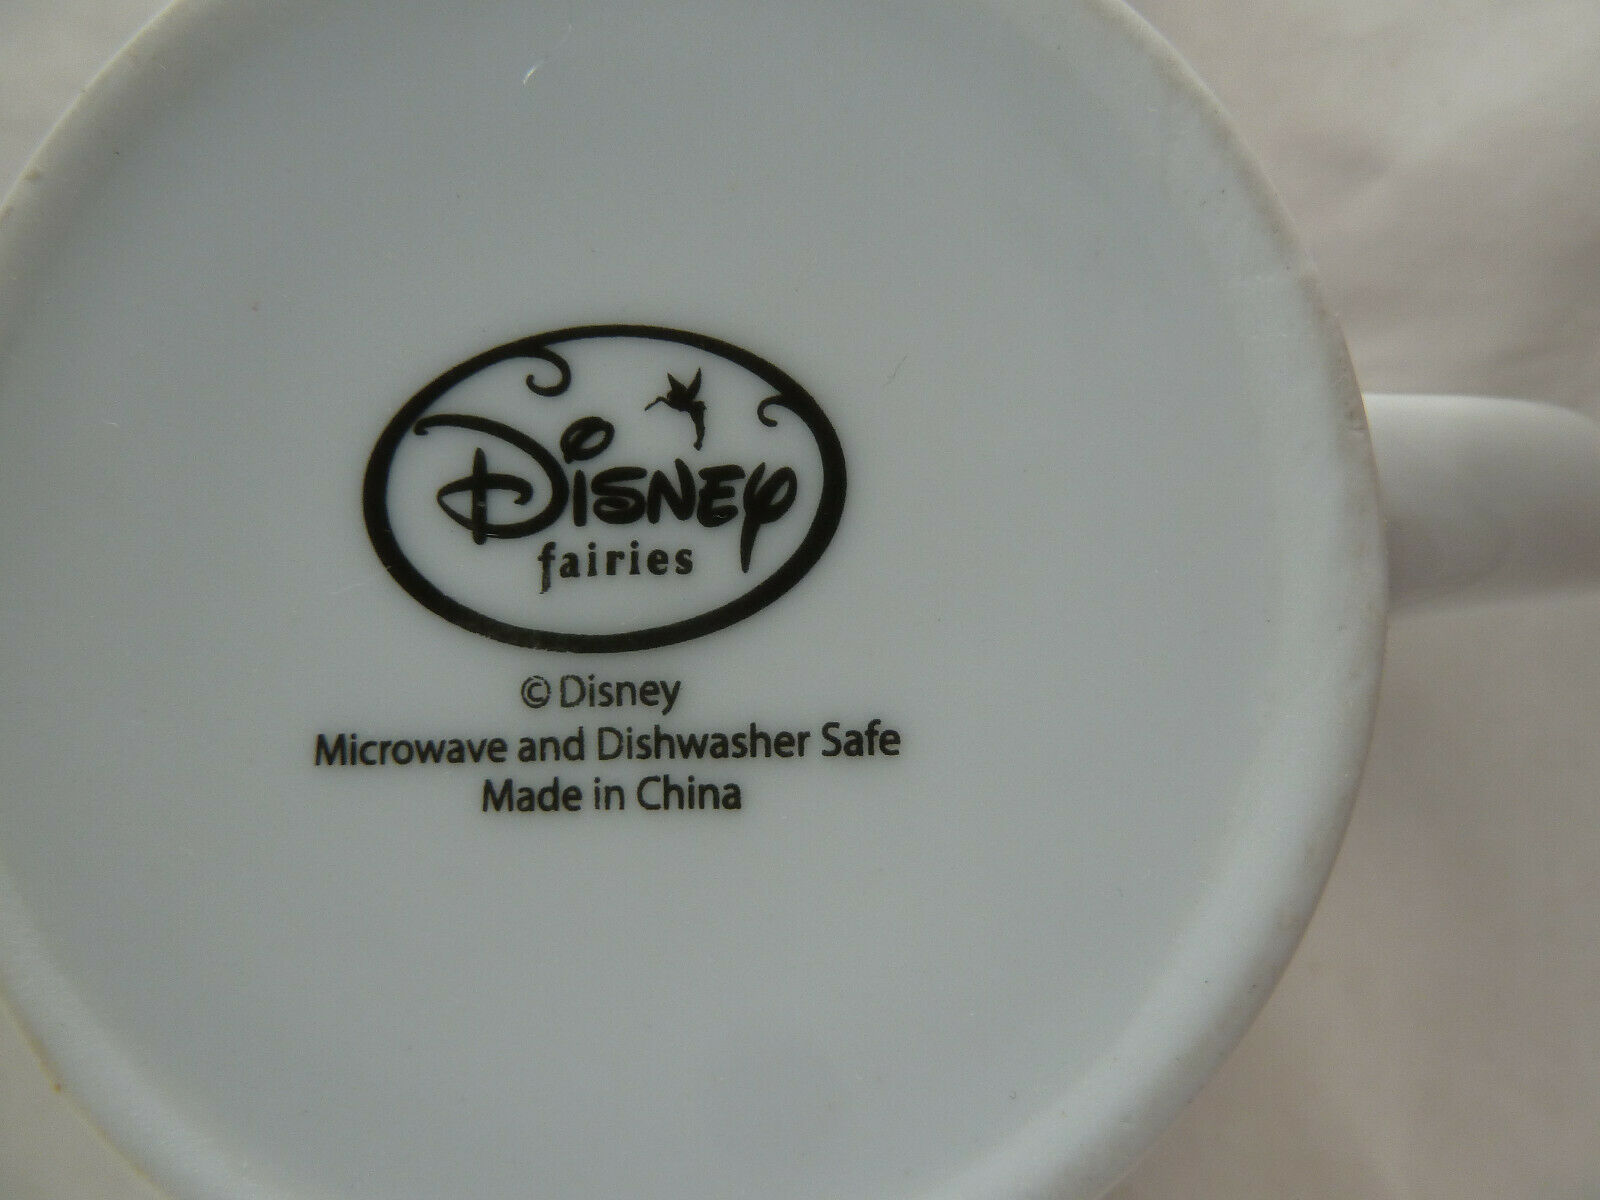 Disney
fairies
© Disney
Microwave and Dishwasher Safe
Made in China